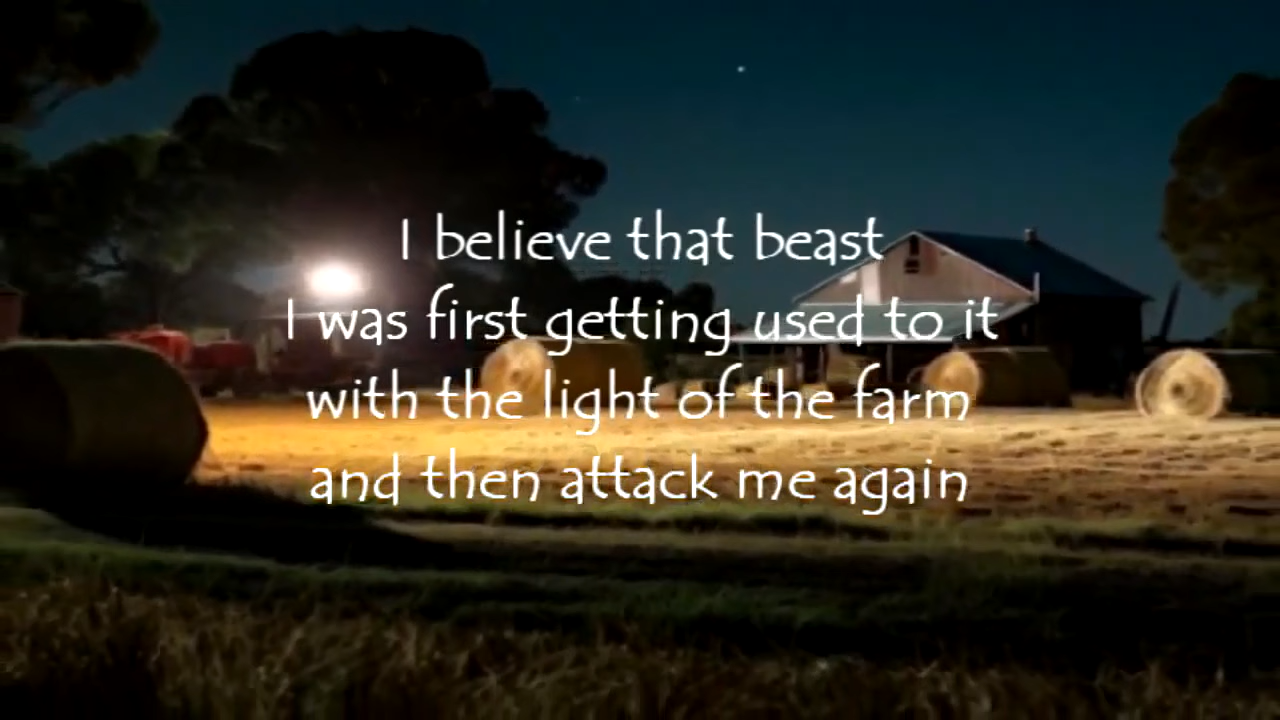 I believe that beast
I was first getting used to it
with the light of the farm
and then attack me again